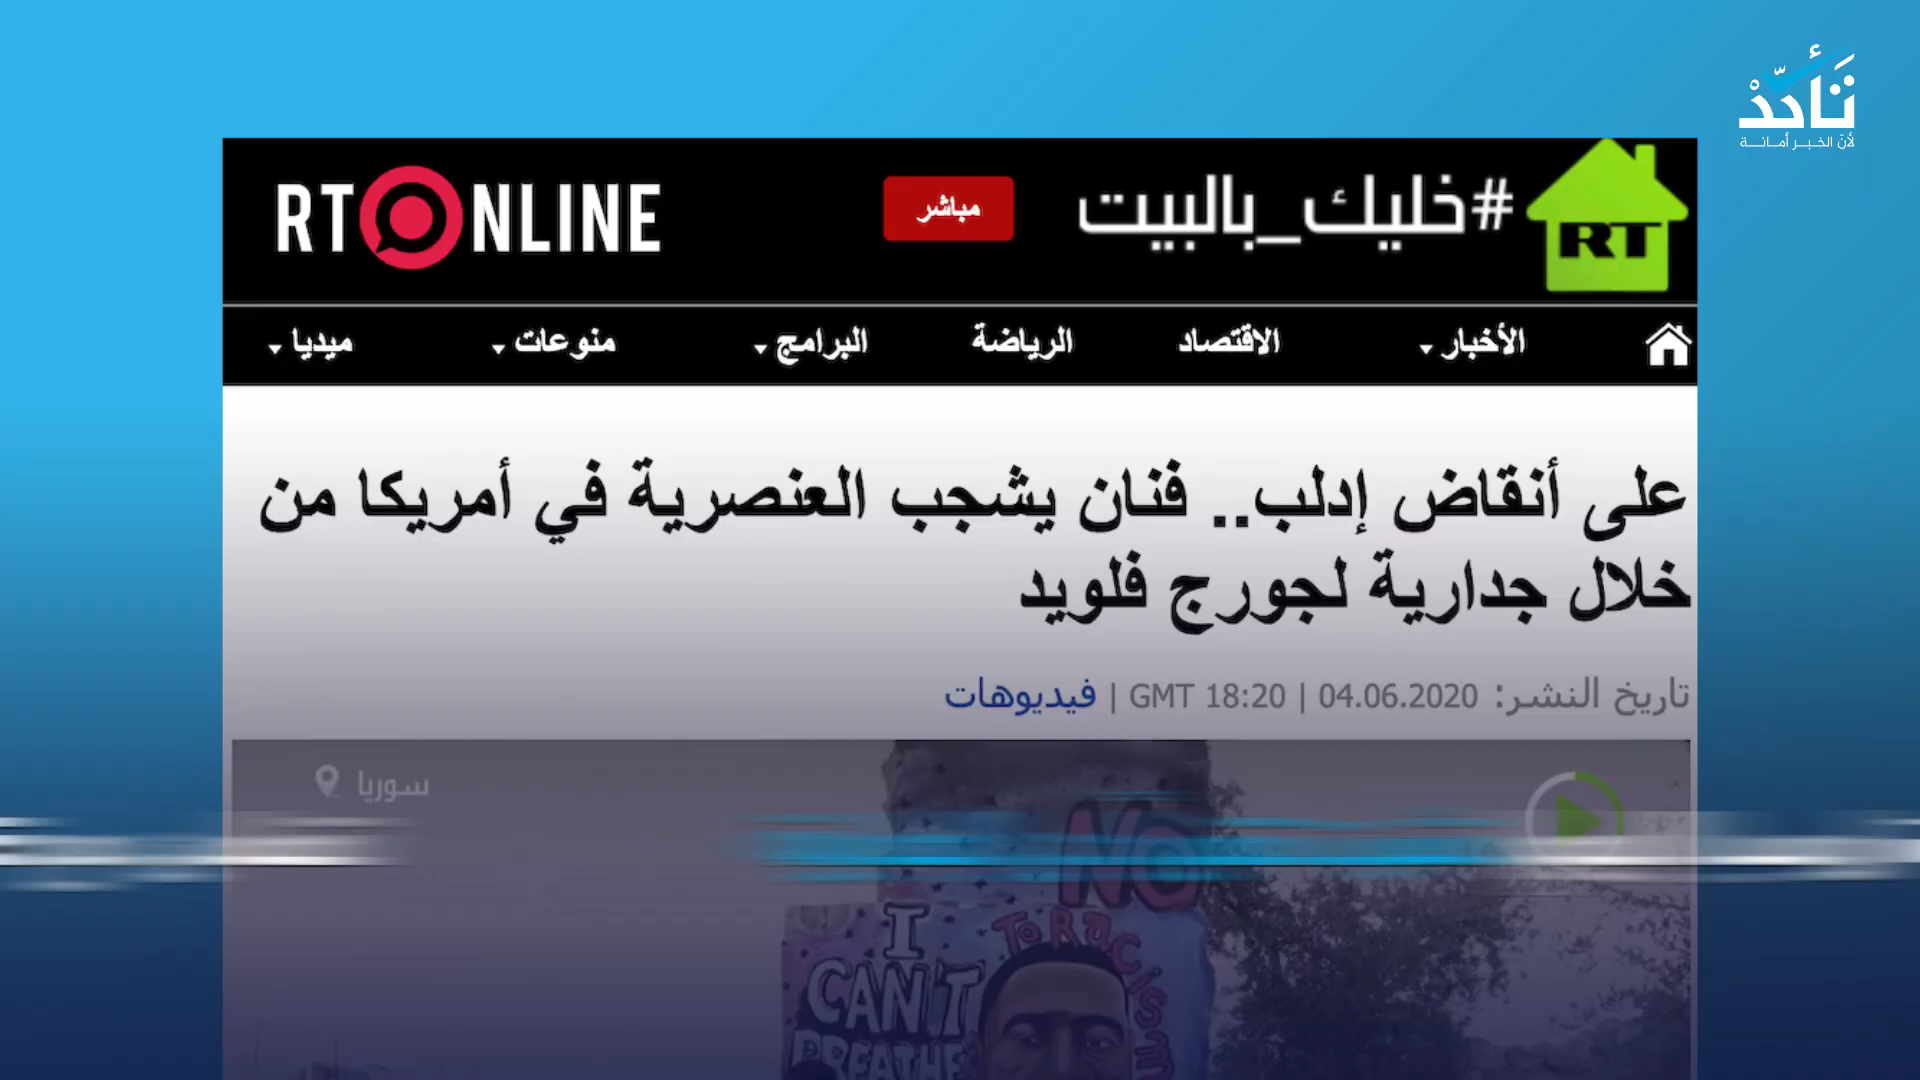 تَأَكّدْ
لأنّ الخبر أمانة
RT ONLINE
مباشر
#خليك_بالبيت
RT
الأخبار
الاقتصاد
الرياضة
البرامج
منوعات
ميديا
على أنقاض إدلب.. فنان يشجب العنصرية في أمريكا من
خلال جدارية لجورج فلويد
تاريخ النشر: 04.06.2020 | 18:20 GMT | فيديوهات
سوريا
NO
TO RACISM
I
CAN'T
BREATHE